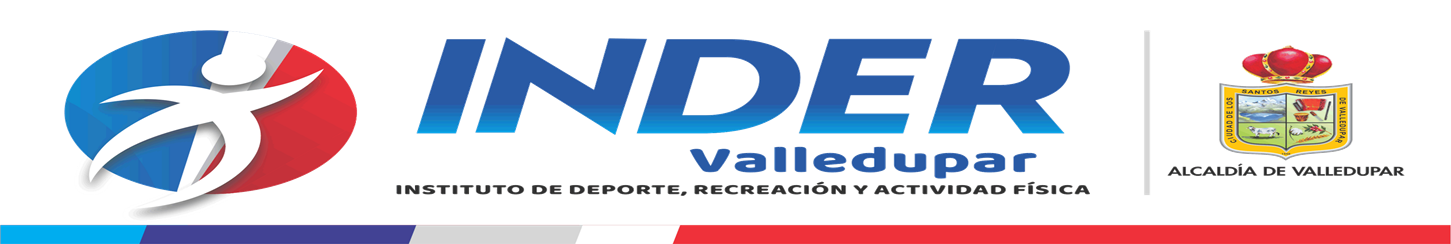 INDER
Valledupar
INSTITUTO DE DEPORTE, RECREACIÓN Y ACTIVIDAD FÍSICA
CIUDAD DE LOS SANTOS REYES DE VALLEDUPAR
ALCALDÍA DE VALLEDUPAR